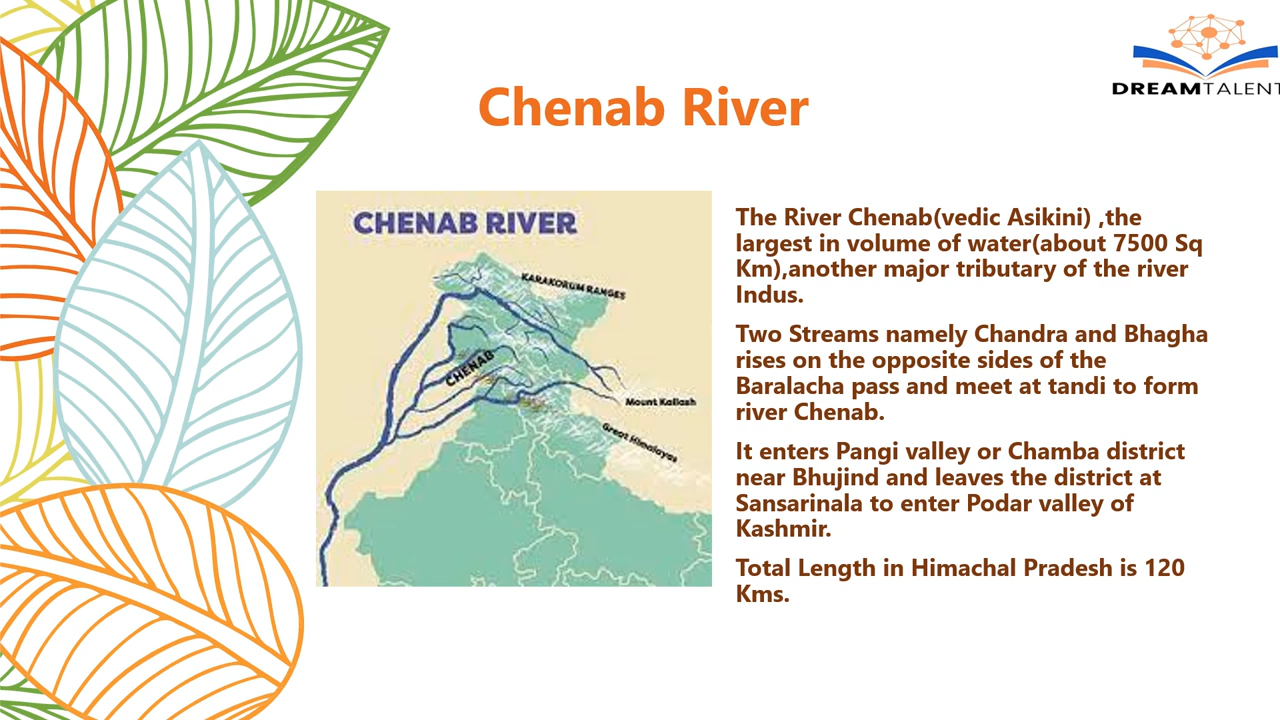 DREAMTALENT
Chenab River
CHENAB RIVER
KARAKORUM RANGES
CHENAB
Mount Kailash
Great Himalayas
The River Chenab(vedic Asikini) ,the
largest in volume of water(about 7500 Sq
Km),another major tributary of the river
Indus.
Two Streams namely Chandra and Bhagha
rises on the opposite sides of the
Baralacha pass and meet at tandi to form
river Chenab.
It enters Pangi valley or Chamba district
near Bhujind and leaves the district at
Sansarinala to enter Podar valley of
Kashmir.
Total Length in Himachal Pradesh is 120
Kms.